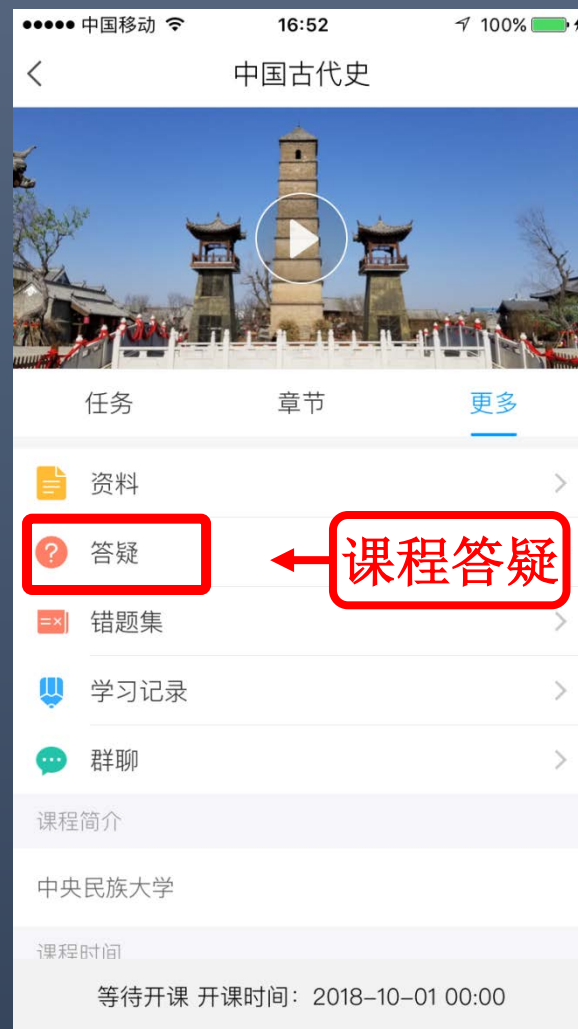 中国移动 16:52 100%
中国古代史
任务 章节 更多
资料
答疑
课程答疑
错题集
学习记录
群聊
课程简介
中央民族大学
课程时间
等待开课 开课时间：2018-10-01 00:00